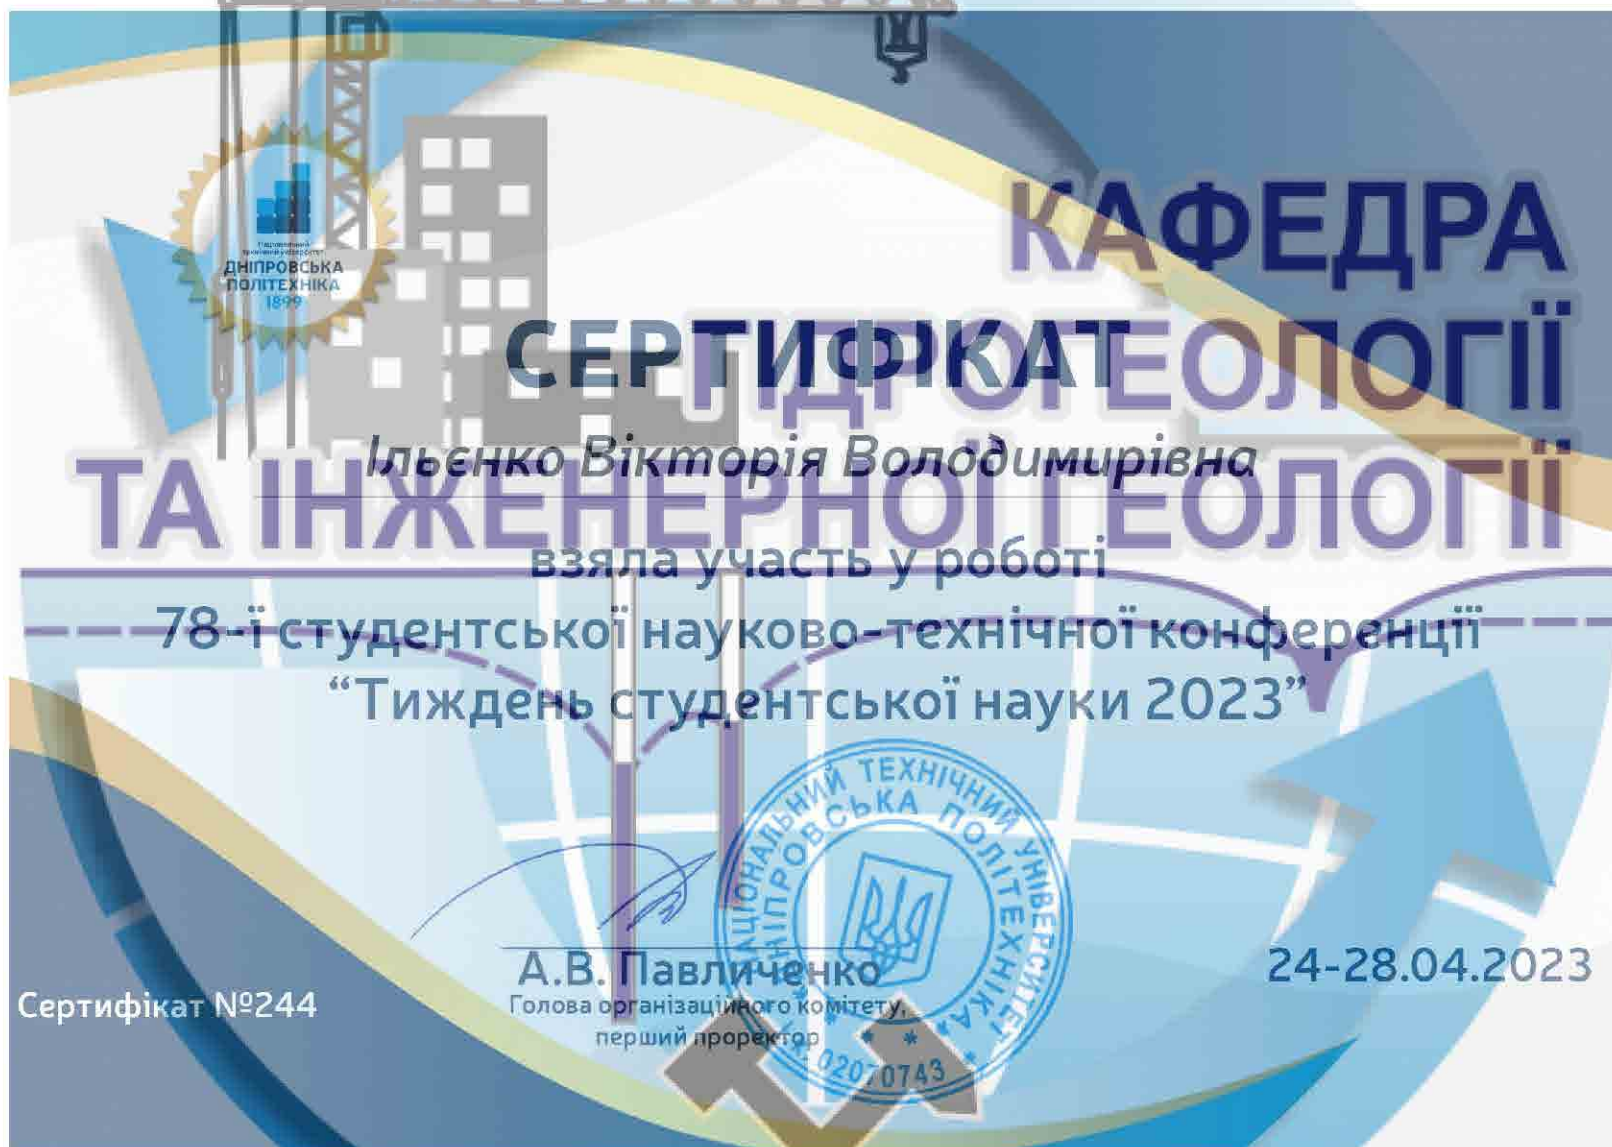 КАФЕДРА
ГІДРОГЕОЛОГІЇ
ТА ІНЖЕНЕРНОЇ ГЕОЛОГІЇ
Національний
технічний університет
ДНІПРОВСЬКА
ПОЛІТЕХНІКА
1899
СЕРТИФІКАТ
Ільєнко Вікторія Володимирівна
взяла участь у роботі
78-ї студентської науково-технічної конференції
“Тиждень студентської науки 2023”
НАЦІОНАЛЬНИЙ ТЕХНІЧНИЙ УНІВЕРСИТЕТ
ДНІПРОВСЬКА ПОЛІТЕХНІКА
02070743
А.В. Павличенко
Голова організаційного комітету,
перший проректор
24-28.04.2023
Сертифікат №244